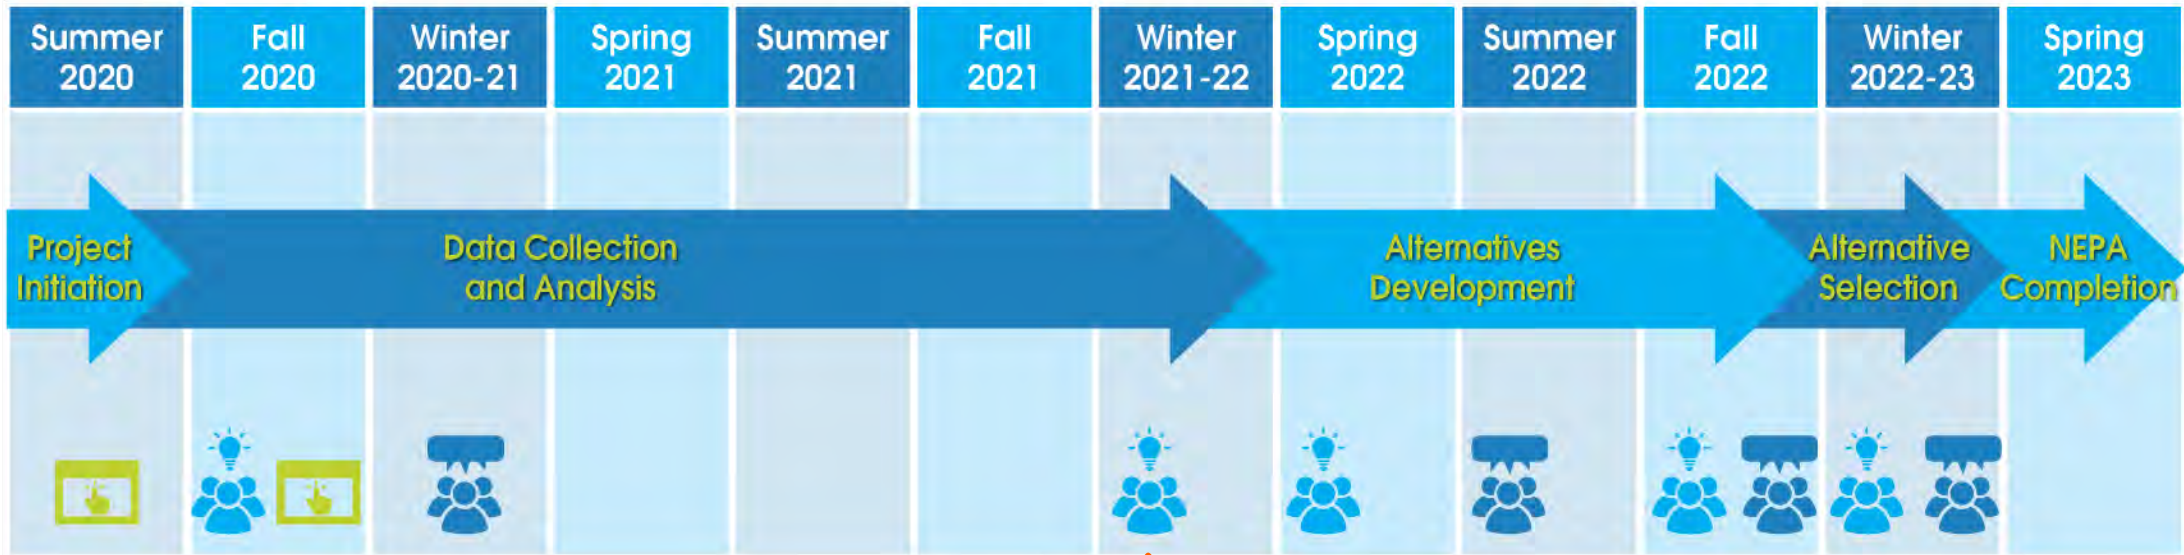 Summer
2020
Fall
2020
Winter
2020-21
Spring
2021
Summer
2021
Fall
2021
Winter
2021-22
Spring
2022
Summer
2022
Fall
2022
Winter
2022-23
Spring
2023
Project
Initiation
Data Collection
and Analysis
Alternatives
Development
Alternative
Selection
NEPA
Completion